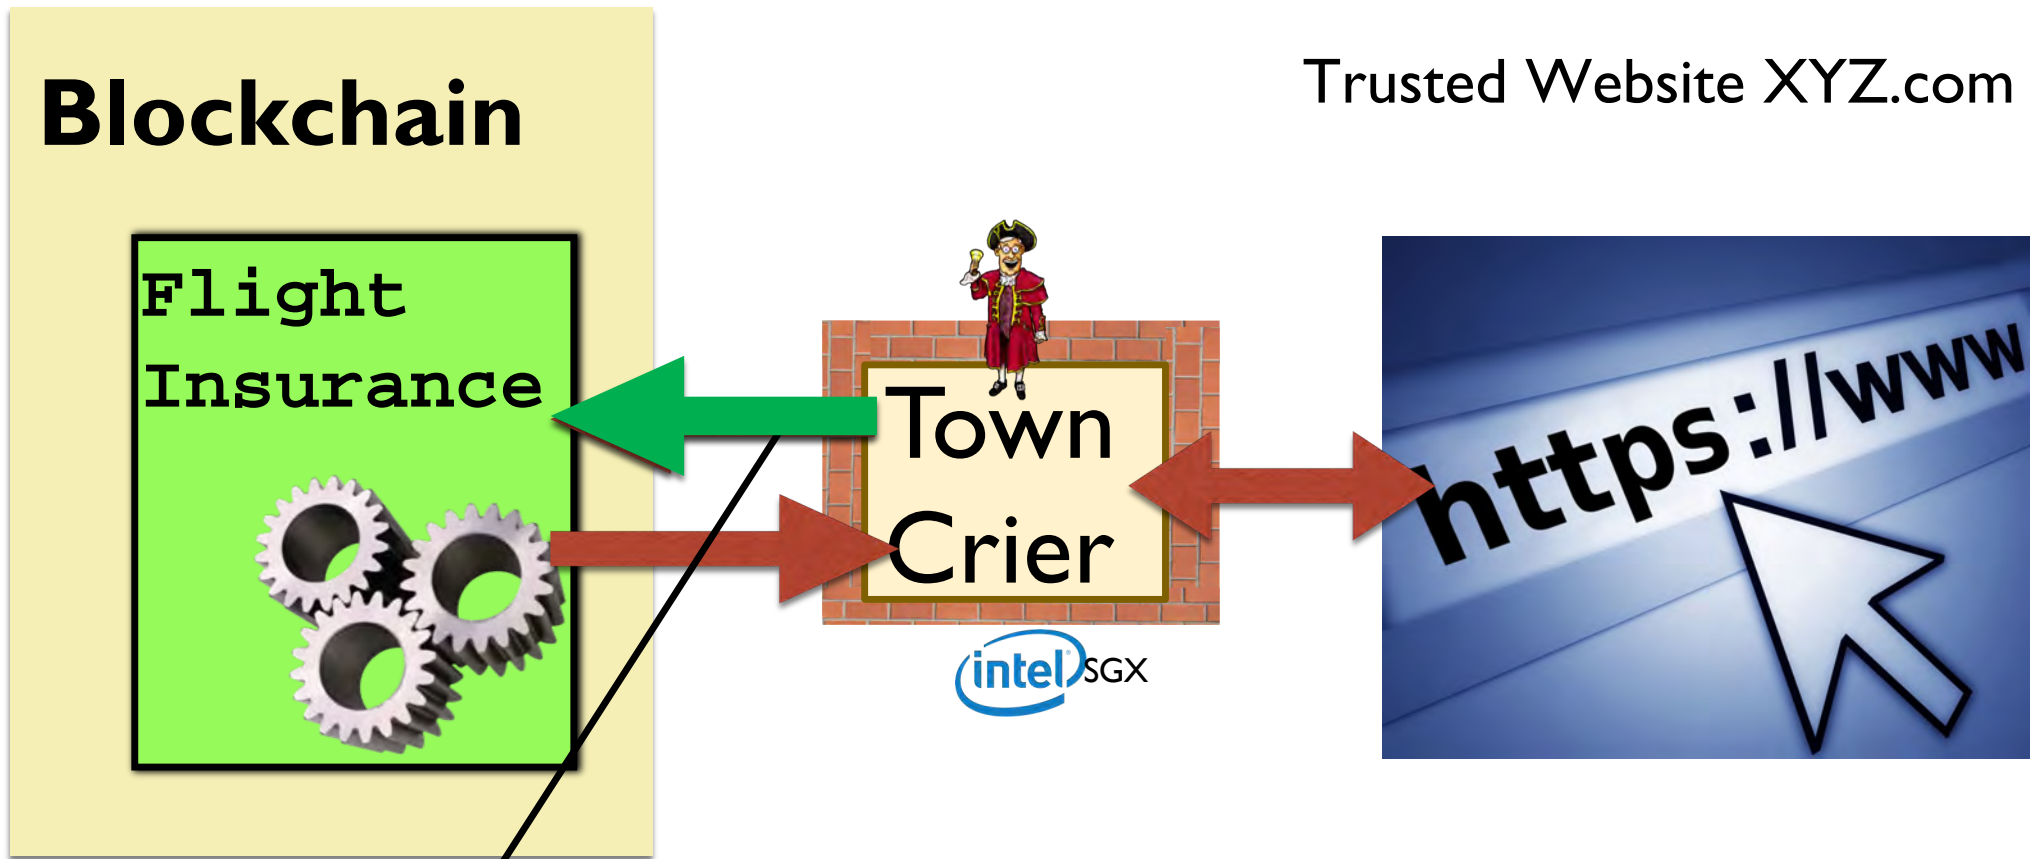 Blockchain
Trusted Website XYZ.com
Flight
Insurance
Town
Crier
https://www
intel SGX